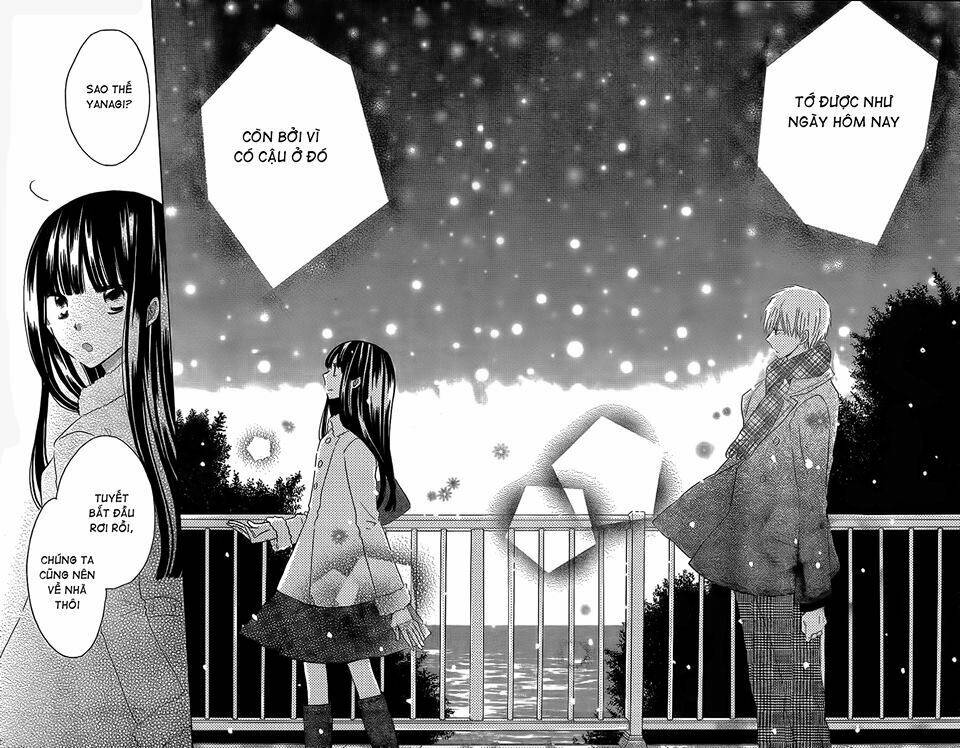 TỚ ĐƯỢC NHƯ
NGÀY HÔM NAY
CÒN BỞI VÌ
CÓ CẬU Ở ĐÓ
SAO THẾ
YANAGI?
TUYẾT
BẮT ĐẦU
RƠI RỒI,
CHÚNG TA
CŨNG NÊN
VỀ NHÀ
THÔI